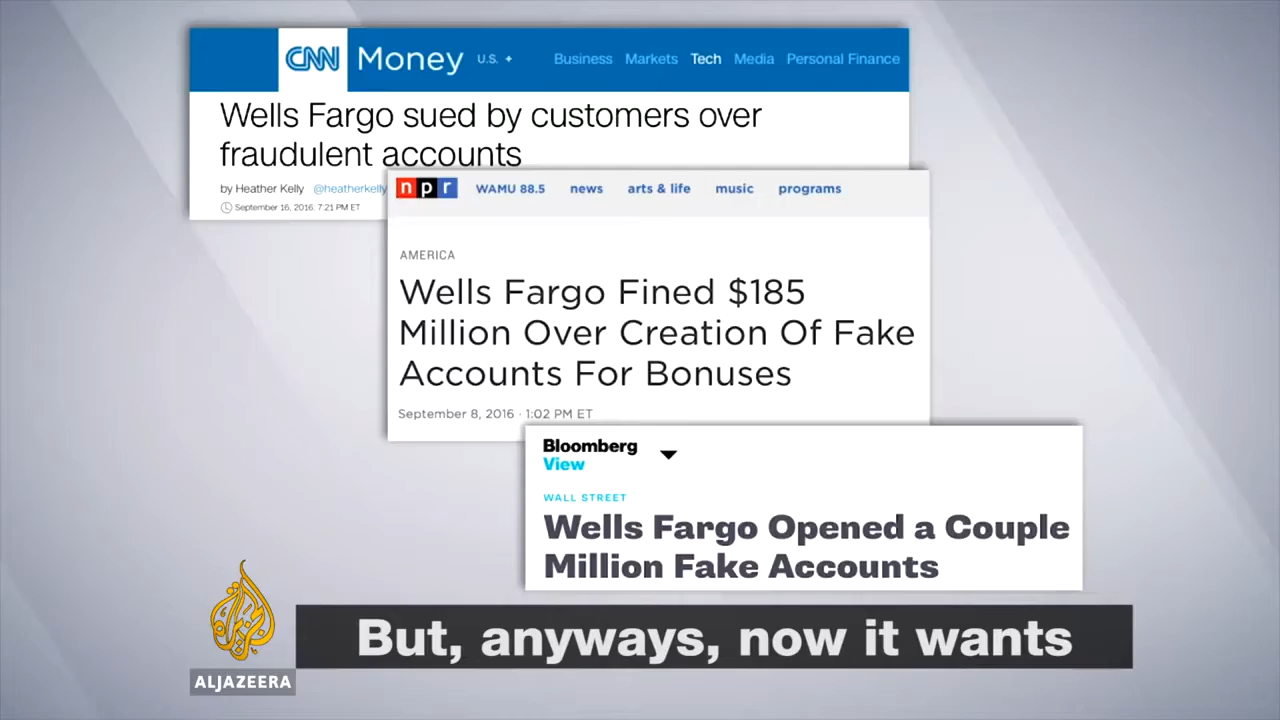 CNN Money U.S. + Business Markets Tech Media Personal Finance
Wells Fargo sued by customers over
fraudulent accounts
by Heather Kelly @heatherkelly
September 16, 2016. 7:21 PM ET
npr WAMU 88.5 news arts & life music programs
AMERICA
Wells Fargo Fined $185
Million Over Creation Of Fake
Accounts For Bonuses
September 8, 2016 · 1:02 PM ET
Bloomberg
View
WALL STREET
Wells Fargo Opened a Couple
Million Fake Accounts
But, anyways, now it wants
ALJAZEERA